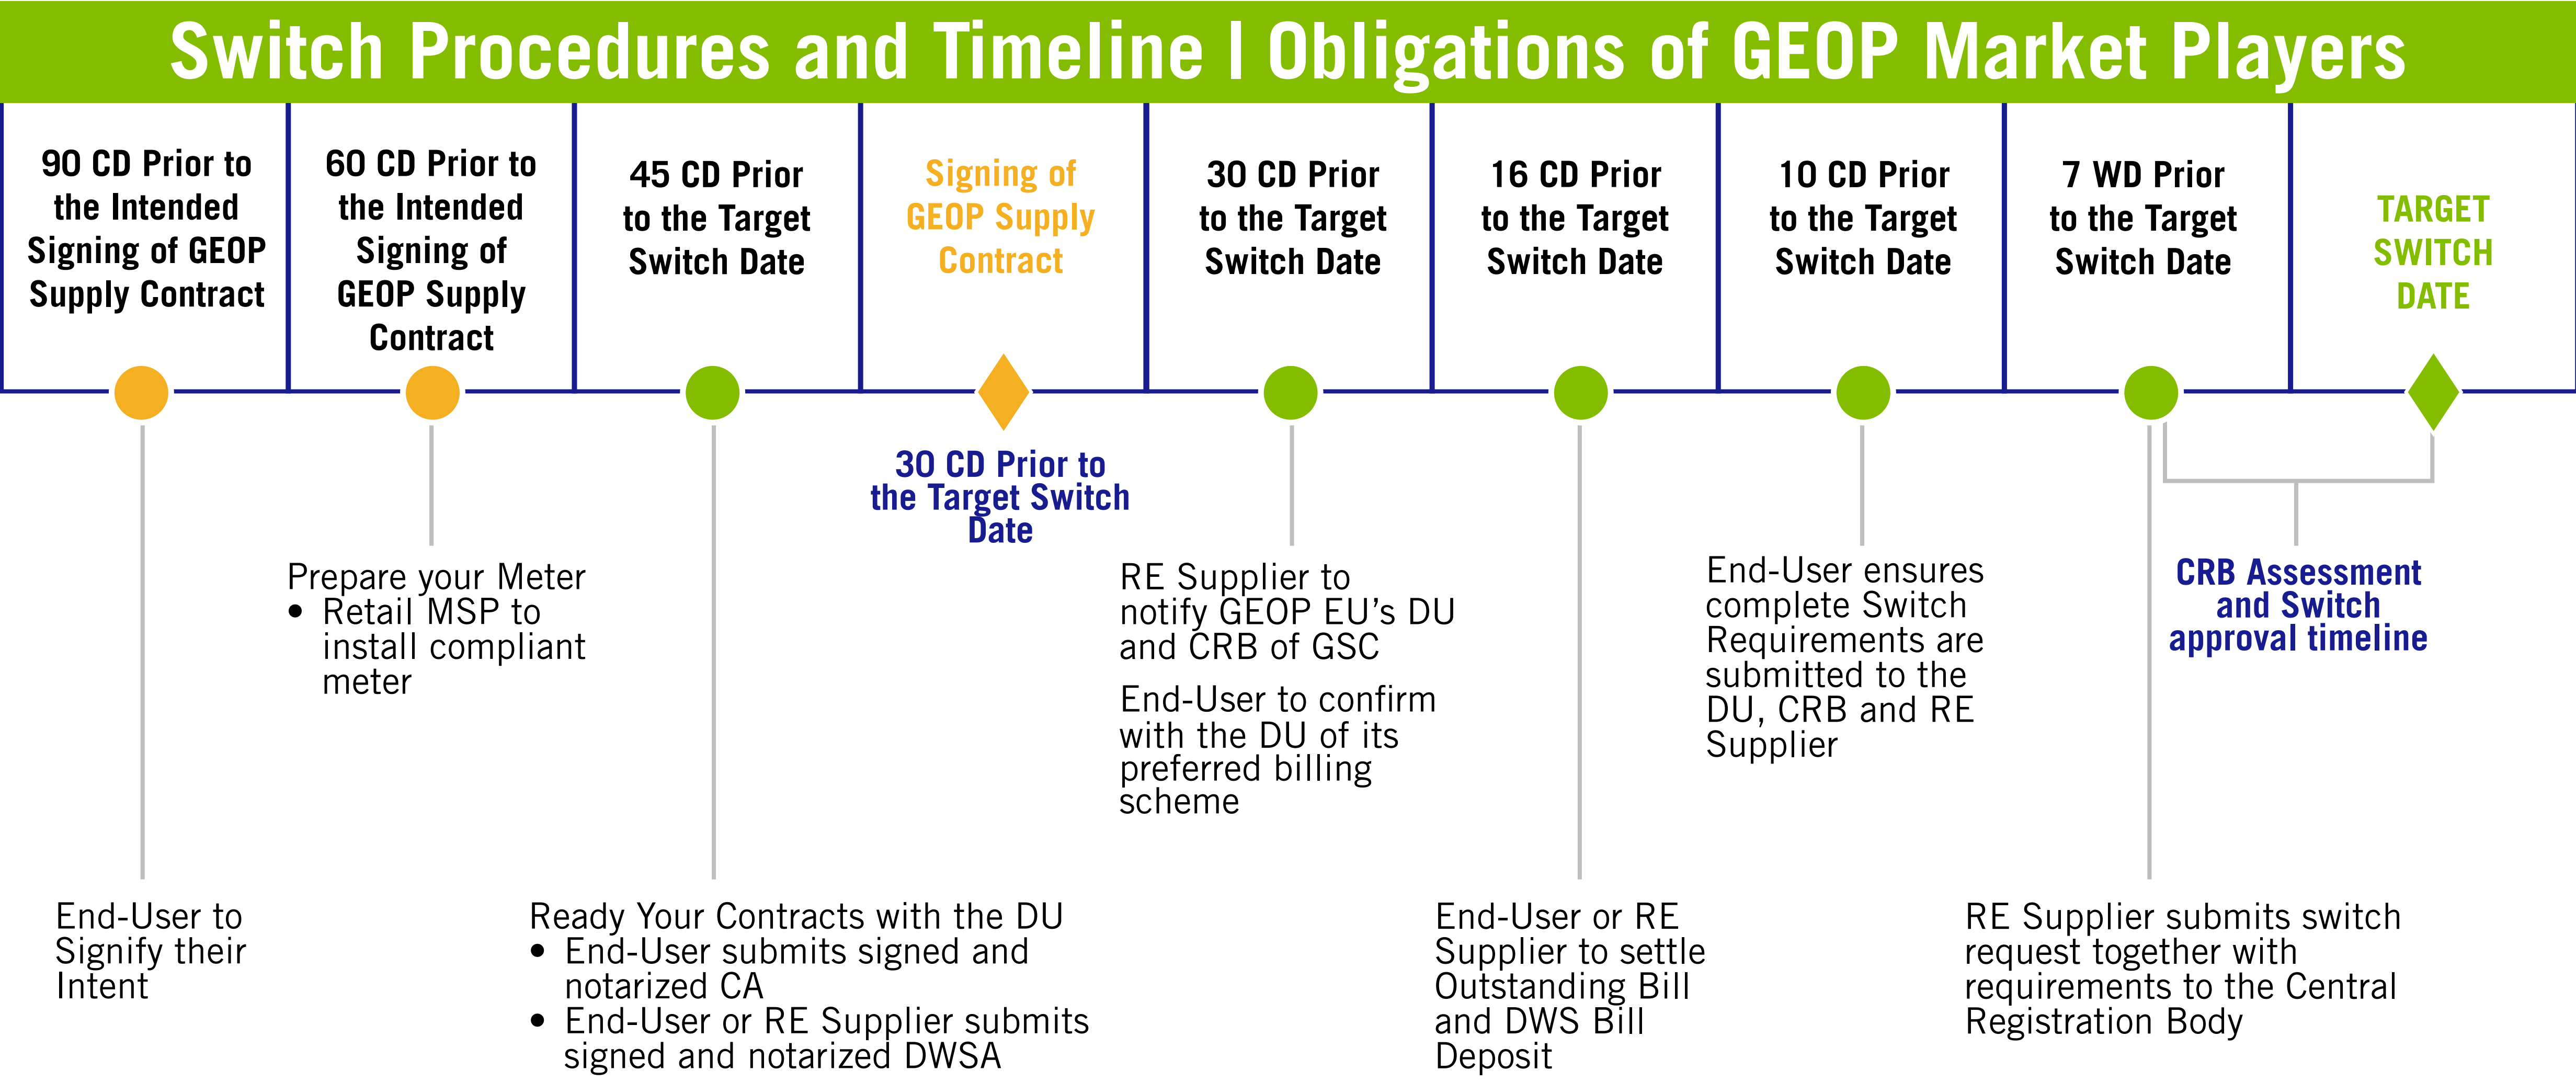 Switch Procedures and Timeline | Obligations of GEOP Market Players
90 CD Prior to
the Intended
Signing of GEOP
Supply Contract
60 CD Prior to
the Intended
Signing of
GEOP Supply
Contract
45 CD Prior
to the Target
Switch Date
Signing of
GEOP Supply
Contract
30 CD Prior
to the Target
Switch Date
16 CD Prior
to the Target
Switch Date
10 CD Prior
to the Target
Switch Date
7 WD Prior
to the Target
Switch Date
TARGET
SWITCH
DATE
30 CD Prior to
the Target Switch
Date
Prepare your Meter
• Retail MSP to
install compliant
meter
RE Supplier to
notify GEOP EU’s DU
and CRB of GSC
End-User to confirm
with the DU of its
preferred billing
scheme
End-User ensures
complete Switch
Requirements are
submitted to the
DU, CRB and RE
Supplier
CRB Assessment
and Switch
approval timeline
End-User to
Signify their
Intent
Ready Your Contracts with the DU
• End-User submits signed and
notarized CA
• End-User or RE Supplier submits
signed and notarized DWSA
End-User or RE
Supplier to settle
Outstanding Bill
and DWS Bill
Deposit
RE Supplier submits switch
request together with
requirements to the Central
Registration Body